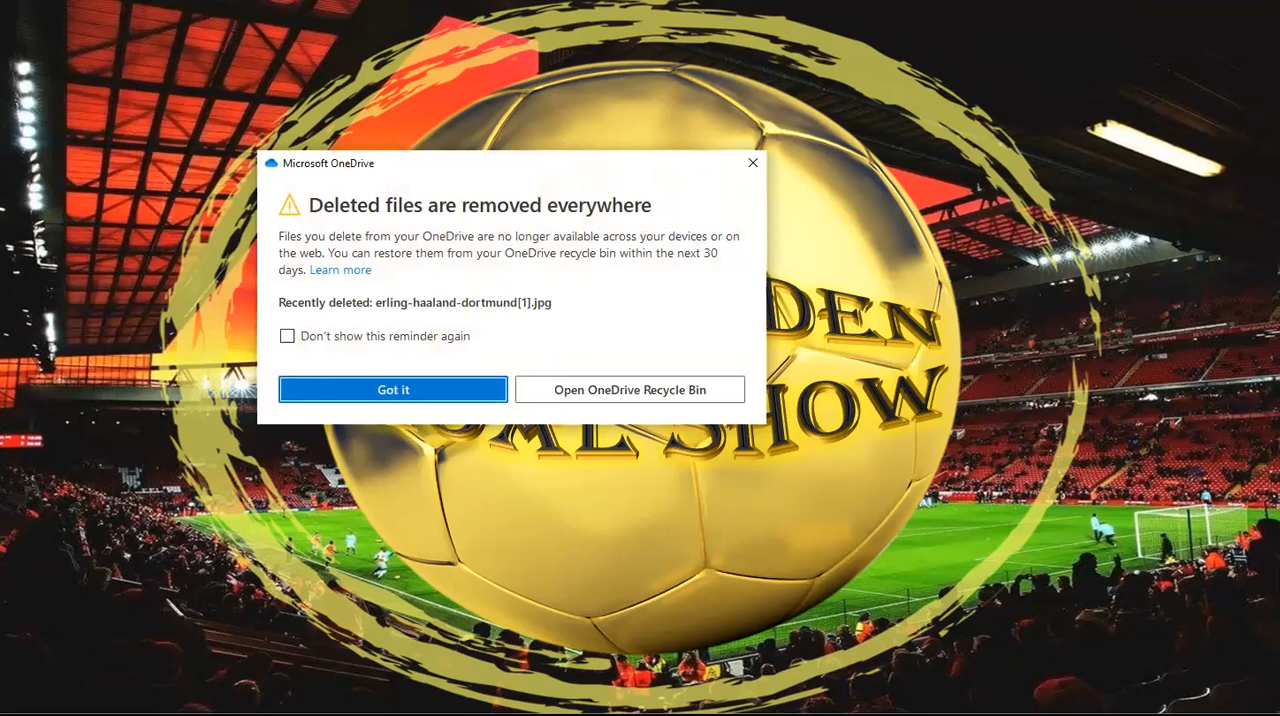 Microsoft OneDrive
Deleted files are removed everywhere
Files you delete from your OneDrive are no longer available across your devices or on
the web. You can restore them from your OneDrive recycle bin within the next 30
days. Learn more
Recently deleted: erling-haaland-dortmund[1].jpg
Don't show this reminder again
Got it
Open OneDrive Recycle Bin
DEN
SHOW